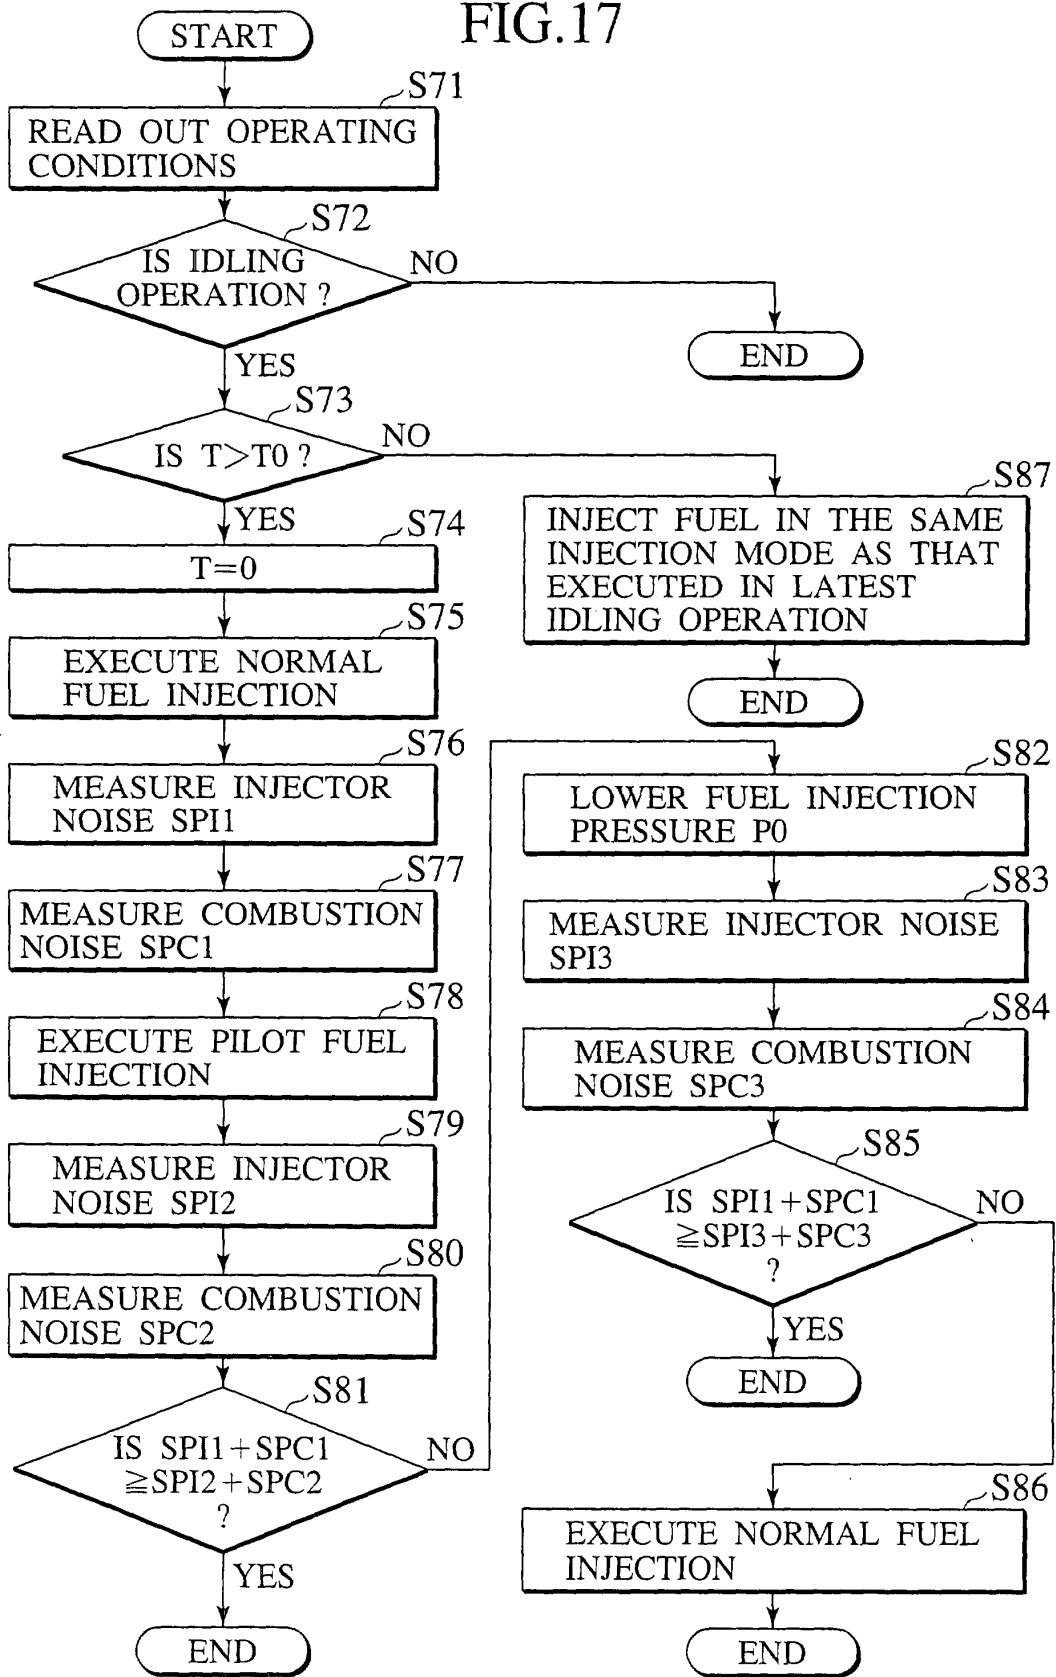 FIG.17
START
S71
READ OUT OPERATING
CONDITIONS
S72
IS IDLING
OPERATION ?
NO
END
YES
S73
IS T>T0 ?
NO
S87
INJECT FUEL IN THE SAME
INJECTION MODE AS THAT
EXECUTED IN LATEST
IDLING OPERATION
END
YES
S74
T=0
S75
EXECUTE NORMAL
FUEL INJECTION
S76
MEASURE INJECTOR
NOISE SPI1
S77
MEASURE COMBUSTION
NOISE SPC1
S78
EXECUTE PILOT FUEL
INJECTION
S79
MEASURE INJECTOR
NOISE SPI2
S80
MEASURE COMBUSTION
NOISE SPC2
S81
IS SPI1+SPC1
≧SPI2+SPC2
?
NO
YES
END
S82
LOWER FUEL INJECTION
PRESSURE P0
S83
MEASURE INJECTOR NOISE
SPI3
S84
MEASURE COMBUSTION
NOISE SPC3
S85
IS SPI1+SPC1
≧SPI3+SPC3
?
NO
YES
END
S86
EXECUTE NORMAL FUEL
INJECTION
END